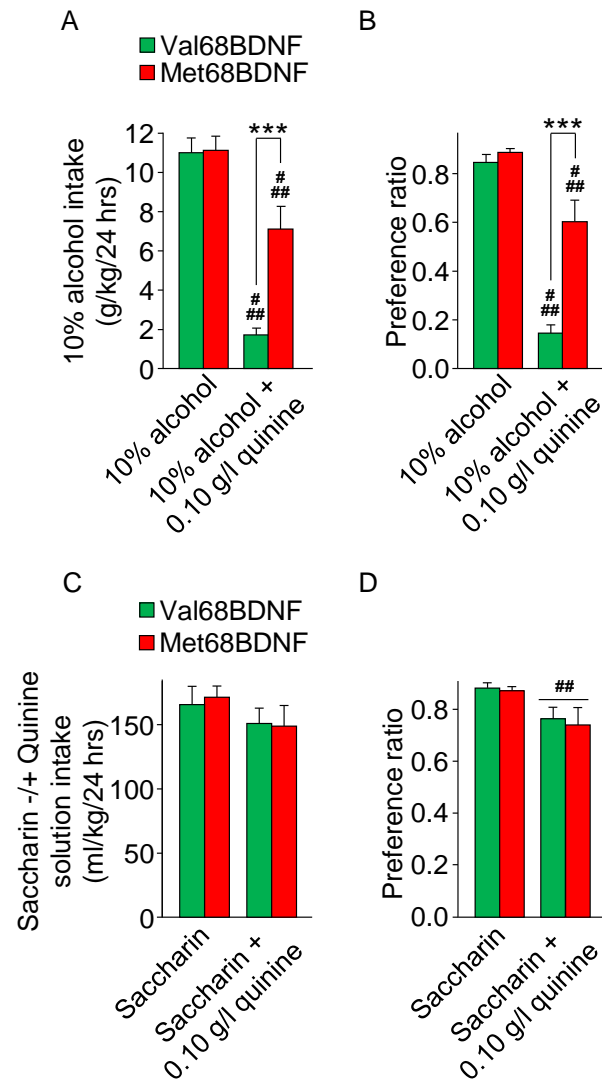 A
B
Val68BDNF
Met68BDNF
10% alcohol intake
(g/kg/24 hrs)
12
10
8
6
4
2
0
***
#
##
#
##
10% alcohol
10% alcohol +
0.10 g/l quinine
Preference ratio
0.8
0.6
0.4
0.2
0.0
***
#
##
#
##
10% alcohol
10% alcohol +
0.10 g/l quinine
C
D
Val68BDNF
Met68BDNF
Saccharin -/+ Quinine
solution intake
(ml/kg/24 hrs)
150
100
50
0
Saccharin
Saccharin +
0.10 g/l quinine
Preference ratio
0.8
0.6
0.4
0.2
0.0
##
Saccharin
Saccharin +
0.10 g/l quinine